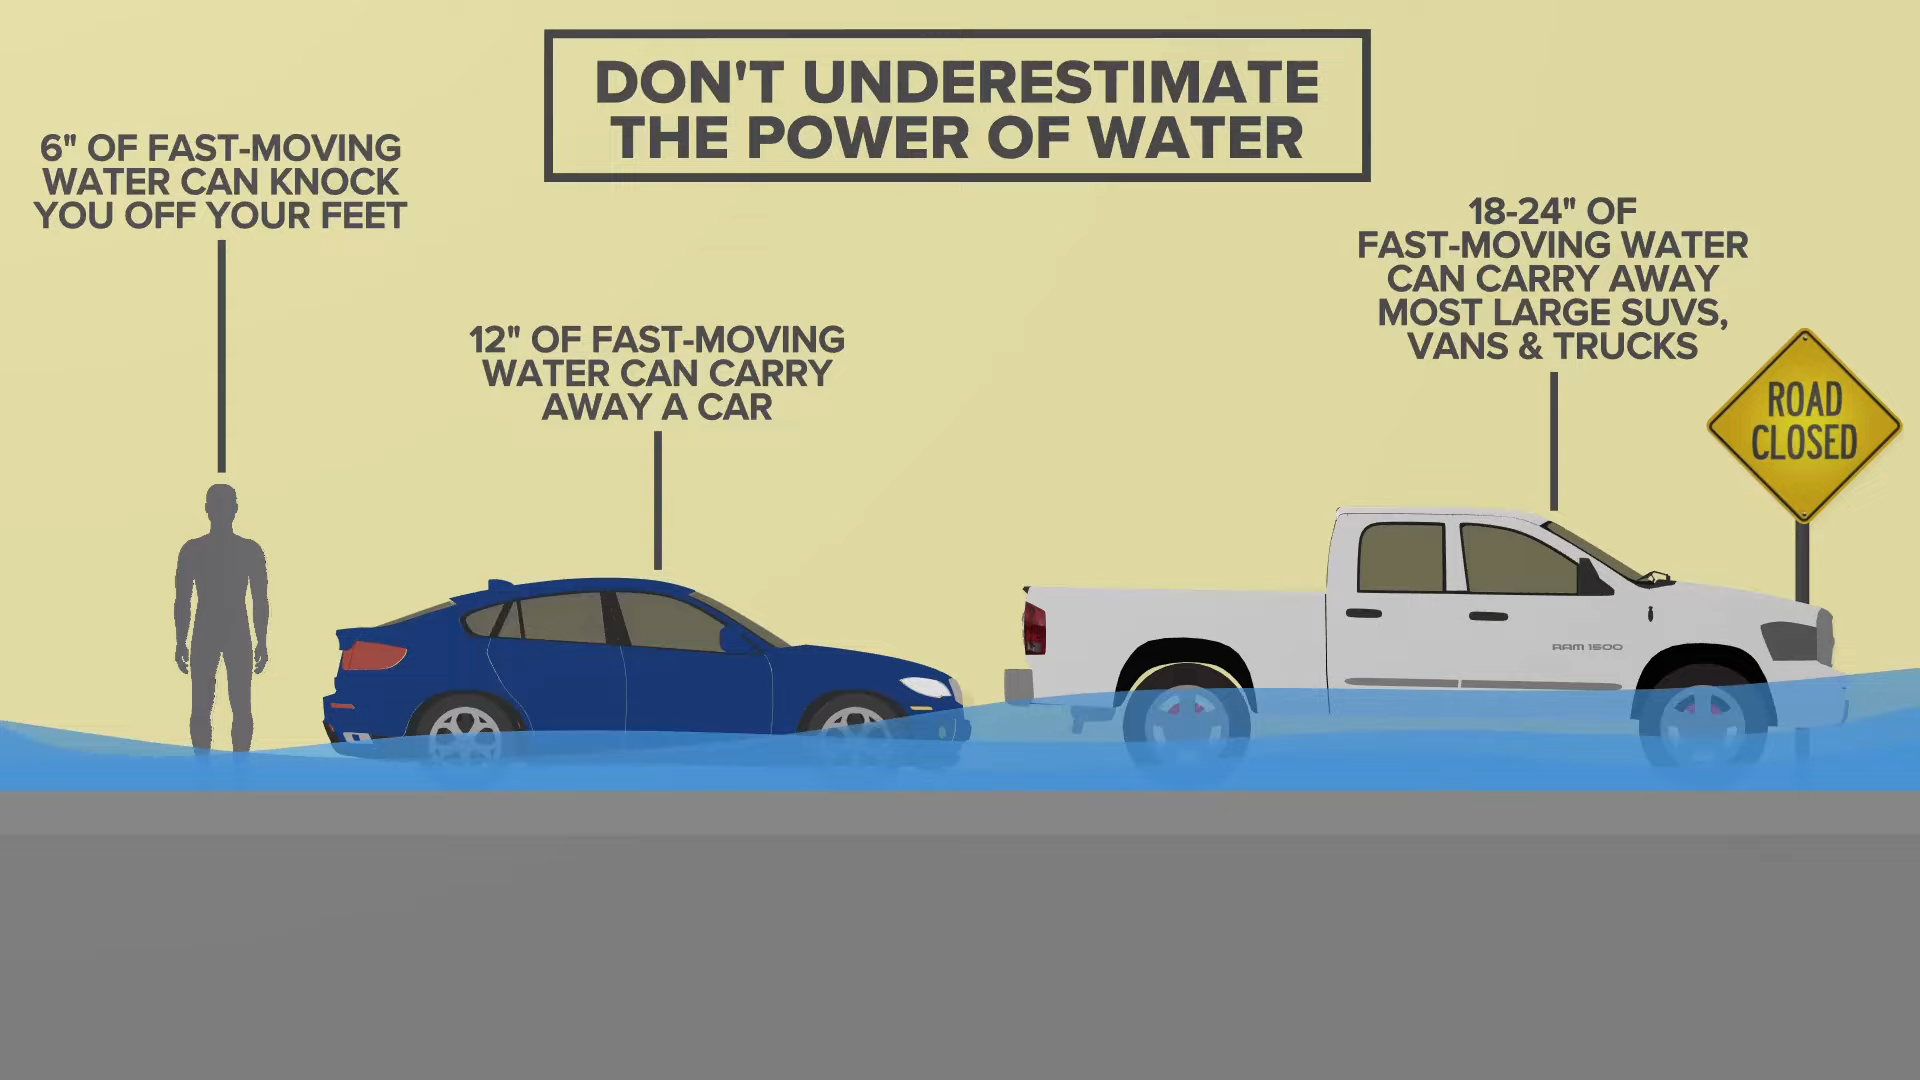 DON'T UNDERESTIMATE
THE POWER OF WATER
6" OF FAST-MOVING
WATER CAN KNOCK
YOU OFF YOUR FEET
12" OF FAST-MOVING
WATER CAN CARRY
AWAY A CAR
18-24" OF
FAST-MOVING WATER
CAN CARRY AWAY
MOST LARGE SUVS,
VANS & TRUCKS
ROAD
CLOSED
RAM 1500